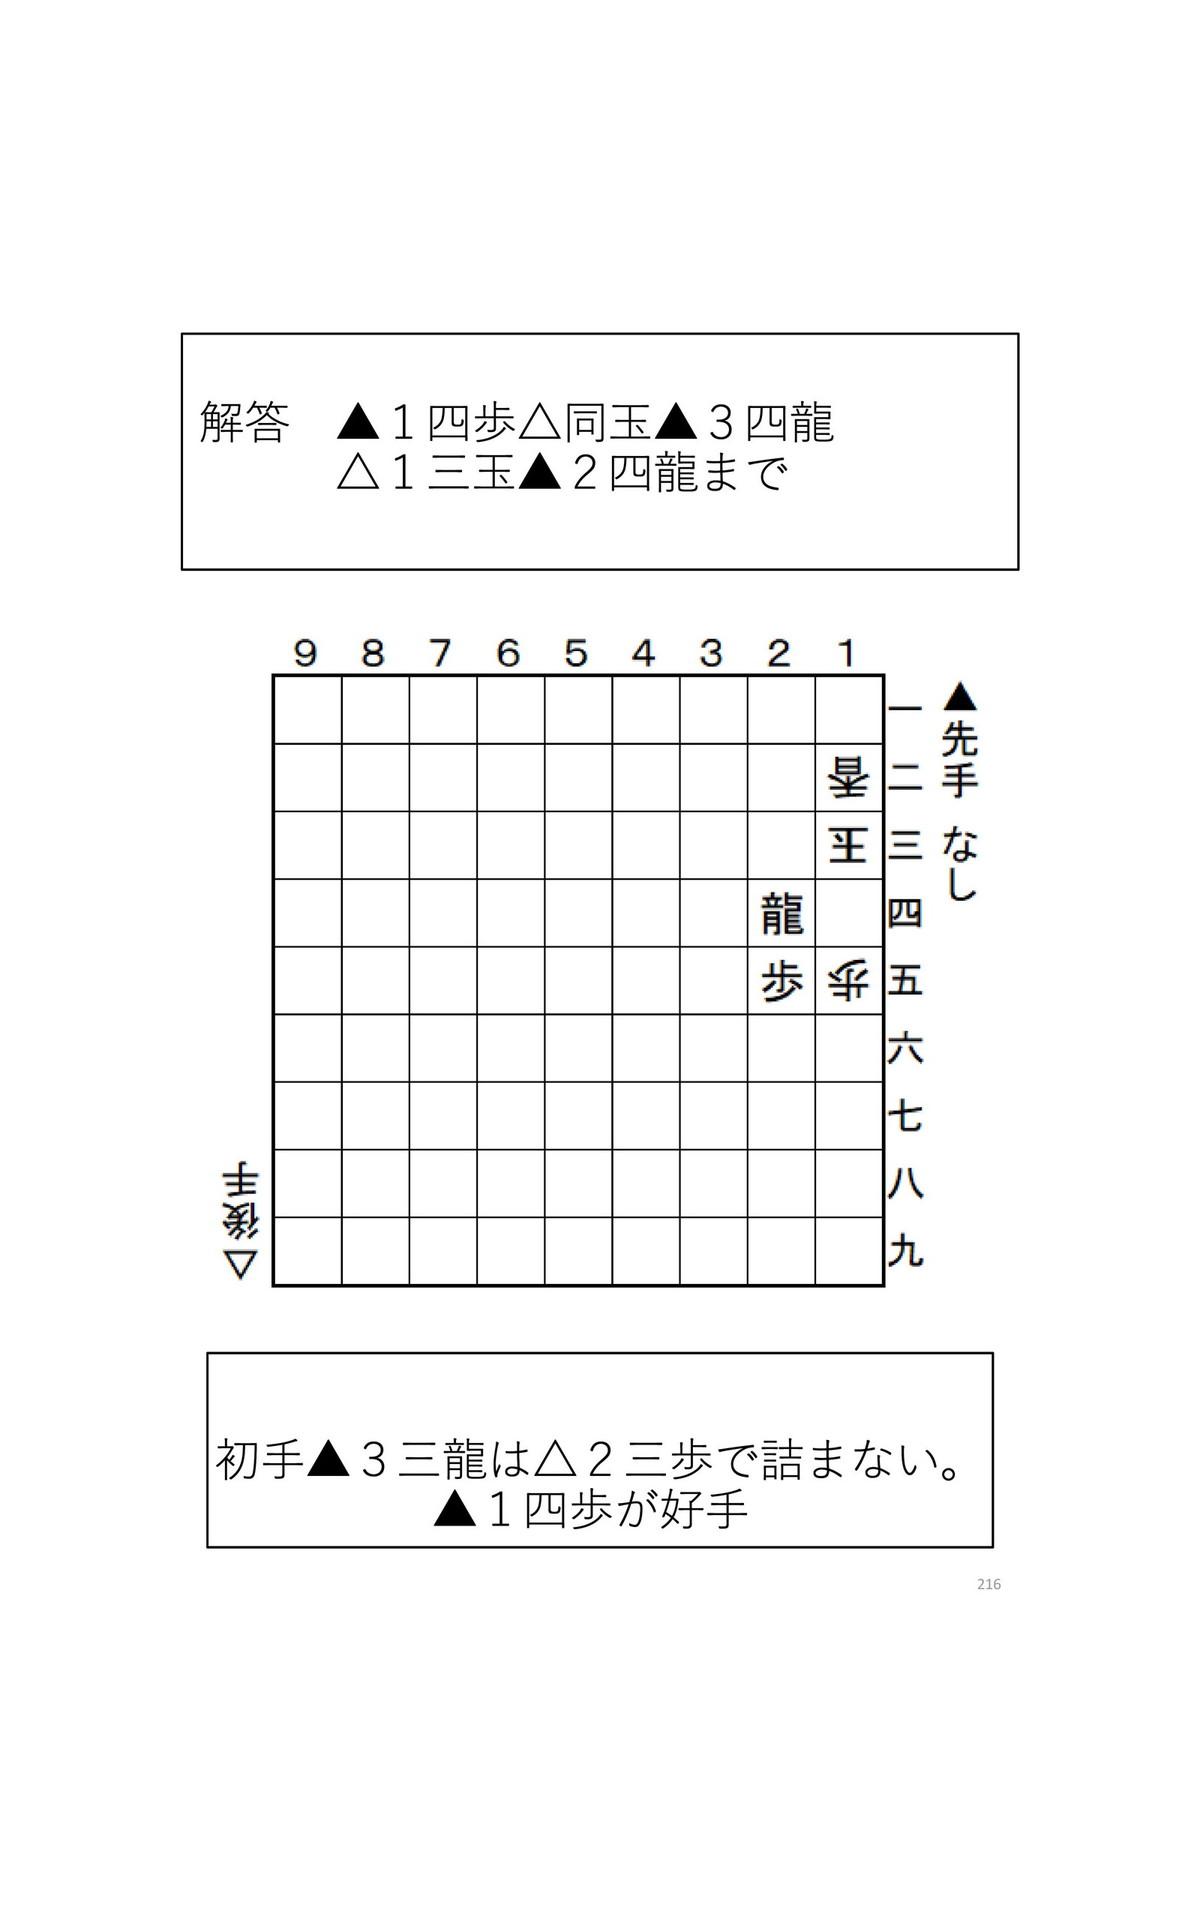 解答　▲１四歩△同玉▲３四龍
△１三玉▲２四龍まで
９ ８ ７ ６ ５ ４ ３ ２ １
一
香 二
王 三
龍 四
歩 歩 五
六
七
八
九
▲先手 なし
△後手
初手▲３三龍は△２三歩で詰まない。
▲１四歩が好手
216